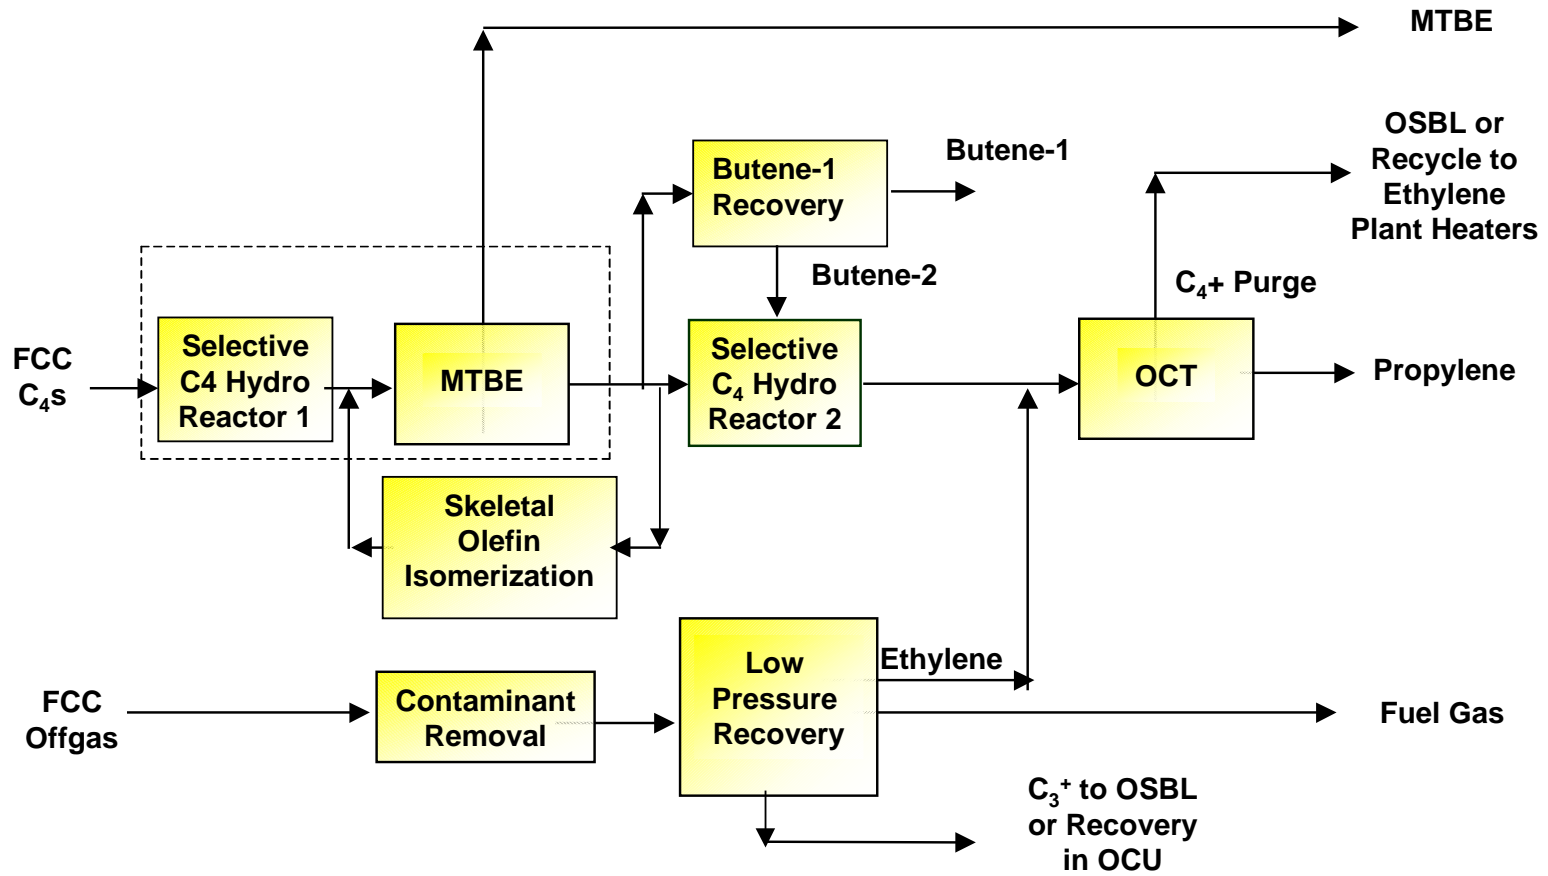 MTBE
OSBL or
Recycle to
Ethylene
Plant Heaters
Butene-1
Recovery
Butene-1
Butene-2
C₄+ Purge
FCC
C₄s
Selective
C4 Hydro
Reactor 1
MTBE
Selective
C₄ Hydro
Reactor 2
OCT
Propylene
Skeletal
Olefin
Isomerization
FCC
Offgas
Contaminant
Removal
Low
Pressure
Recovery
Ethylene
Fuel Gas
C₃⁺ to OSBL
or Recovery
in OCU